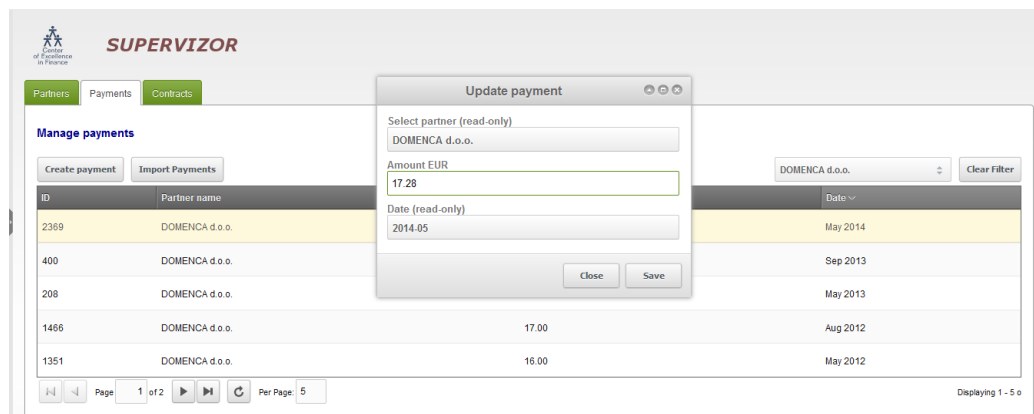 Center
of Excellence
in Finance
SUPERVIZOR
Partners Payments Contracts
Manage payments
Create payment Import Payments DOMENCA d.o.o. Clear Filter
ID Partner name Date
2369 DOMENCA d.o.o. May 2014
400 DOMENCA d.o.o. Sep 2013
208 DOMENCA d.o.o. May 2013
1466 DOMENCA d.o.o. 17.00 Aug 2012
1351 DOMENCA d.o.o. 16.00 May 2012
Page 1 of 2 Per Page: 5 Displaying 1 - 5 o
Update payment
Select partner (read-only)
DOMENCA d.o.o.
Amount EUR
17.28
Date (read-only)
2014-05
Close Save